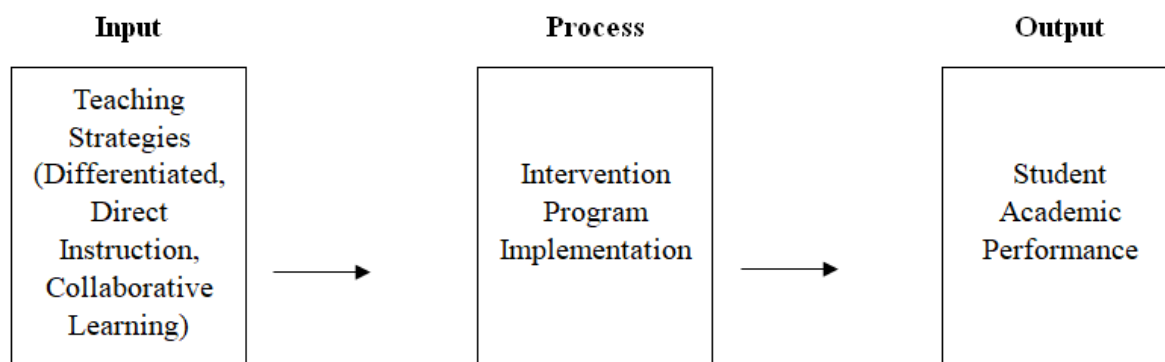 Input
Process
Output
Teaching
Strategies
(Differentiated,
Direct
Instruction,
Collaborative
Learning)
Intervention
Program
Implementation
Student
Academic
Performance